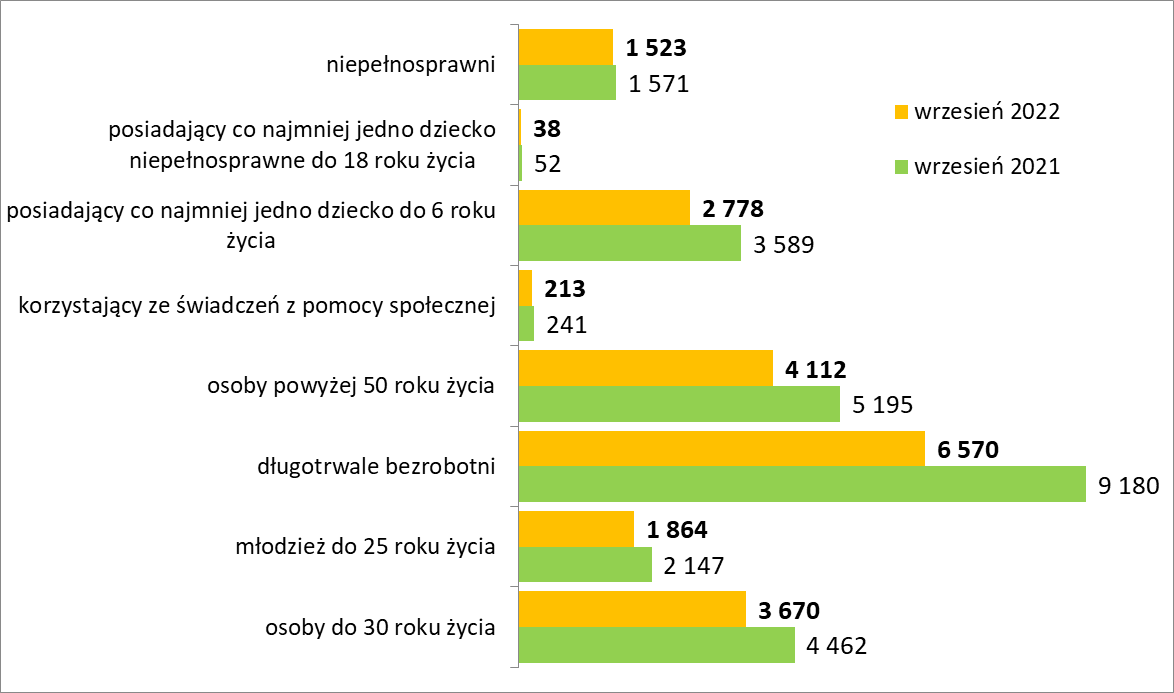 niepełnosprawni
1 523
1 571
posiadający co najmniej jedno dziecko
niepełnosprawne do 18 roku życia
38
52
posiadający co najmniej jedno dziecko do 6 roku
życia
2 778
3 589
korzystający ze świadczeń z pomocy społecznej
213
241
osoby powyżej 50 roku życia
4 112
5 195
długotrwale bezrobotni
6 570
9 180
młodzież do 25 roku życia
1 864
2 147
osoby do 30 roku życia
3 670
4 462
wrzesień 2022
wrzesień 2021